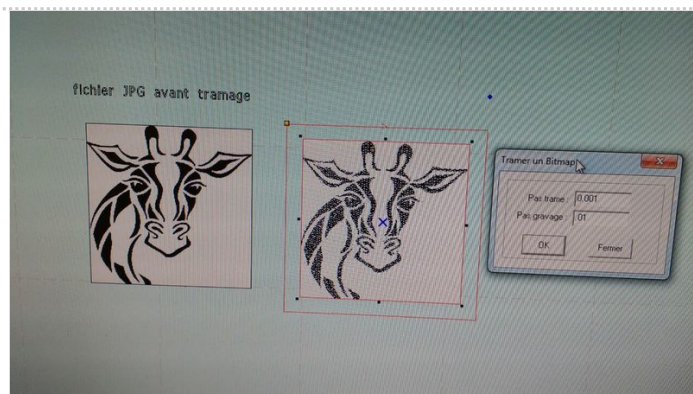 fichier JPG avant tramage
Tramer un Bitmap
Pas trame : 0.001
Pas gravage : 01
OK Fermer